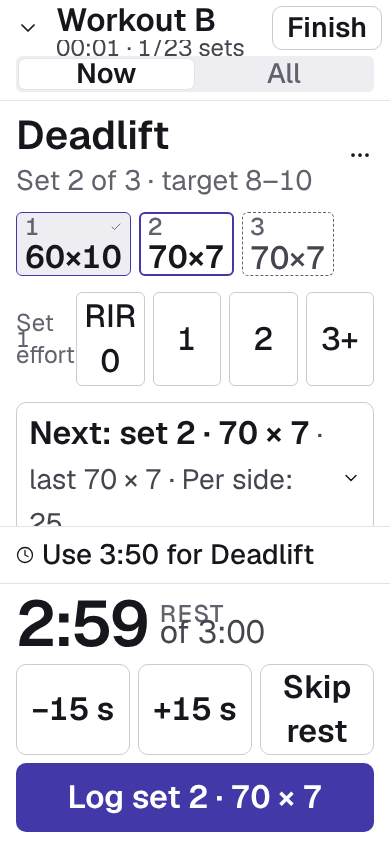 Workout B
00:01 · 1/23 sets
Finish
Now
All
Deadlift
...
Set 2 of 3 · target 8–10
1
60×10
2
70×7
3
70×7
Set
1
effort
RIR
0
1
2
3+
Next: set 2 · 70 × 7 ·
last 70 × 7 · Per side:
25
Use 3:50 for Deadlift
2:59
REST
of 3:00
−15 s
+15 s
Skip
rest
Log set 2 · 70 × 7